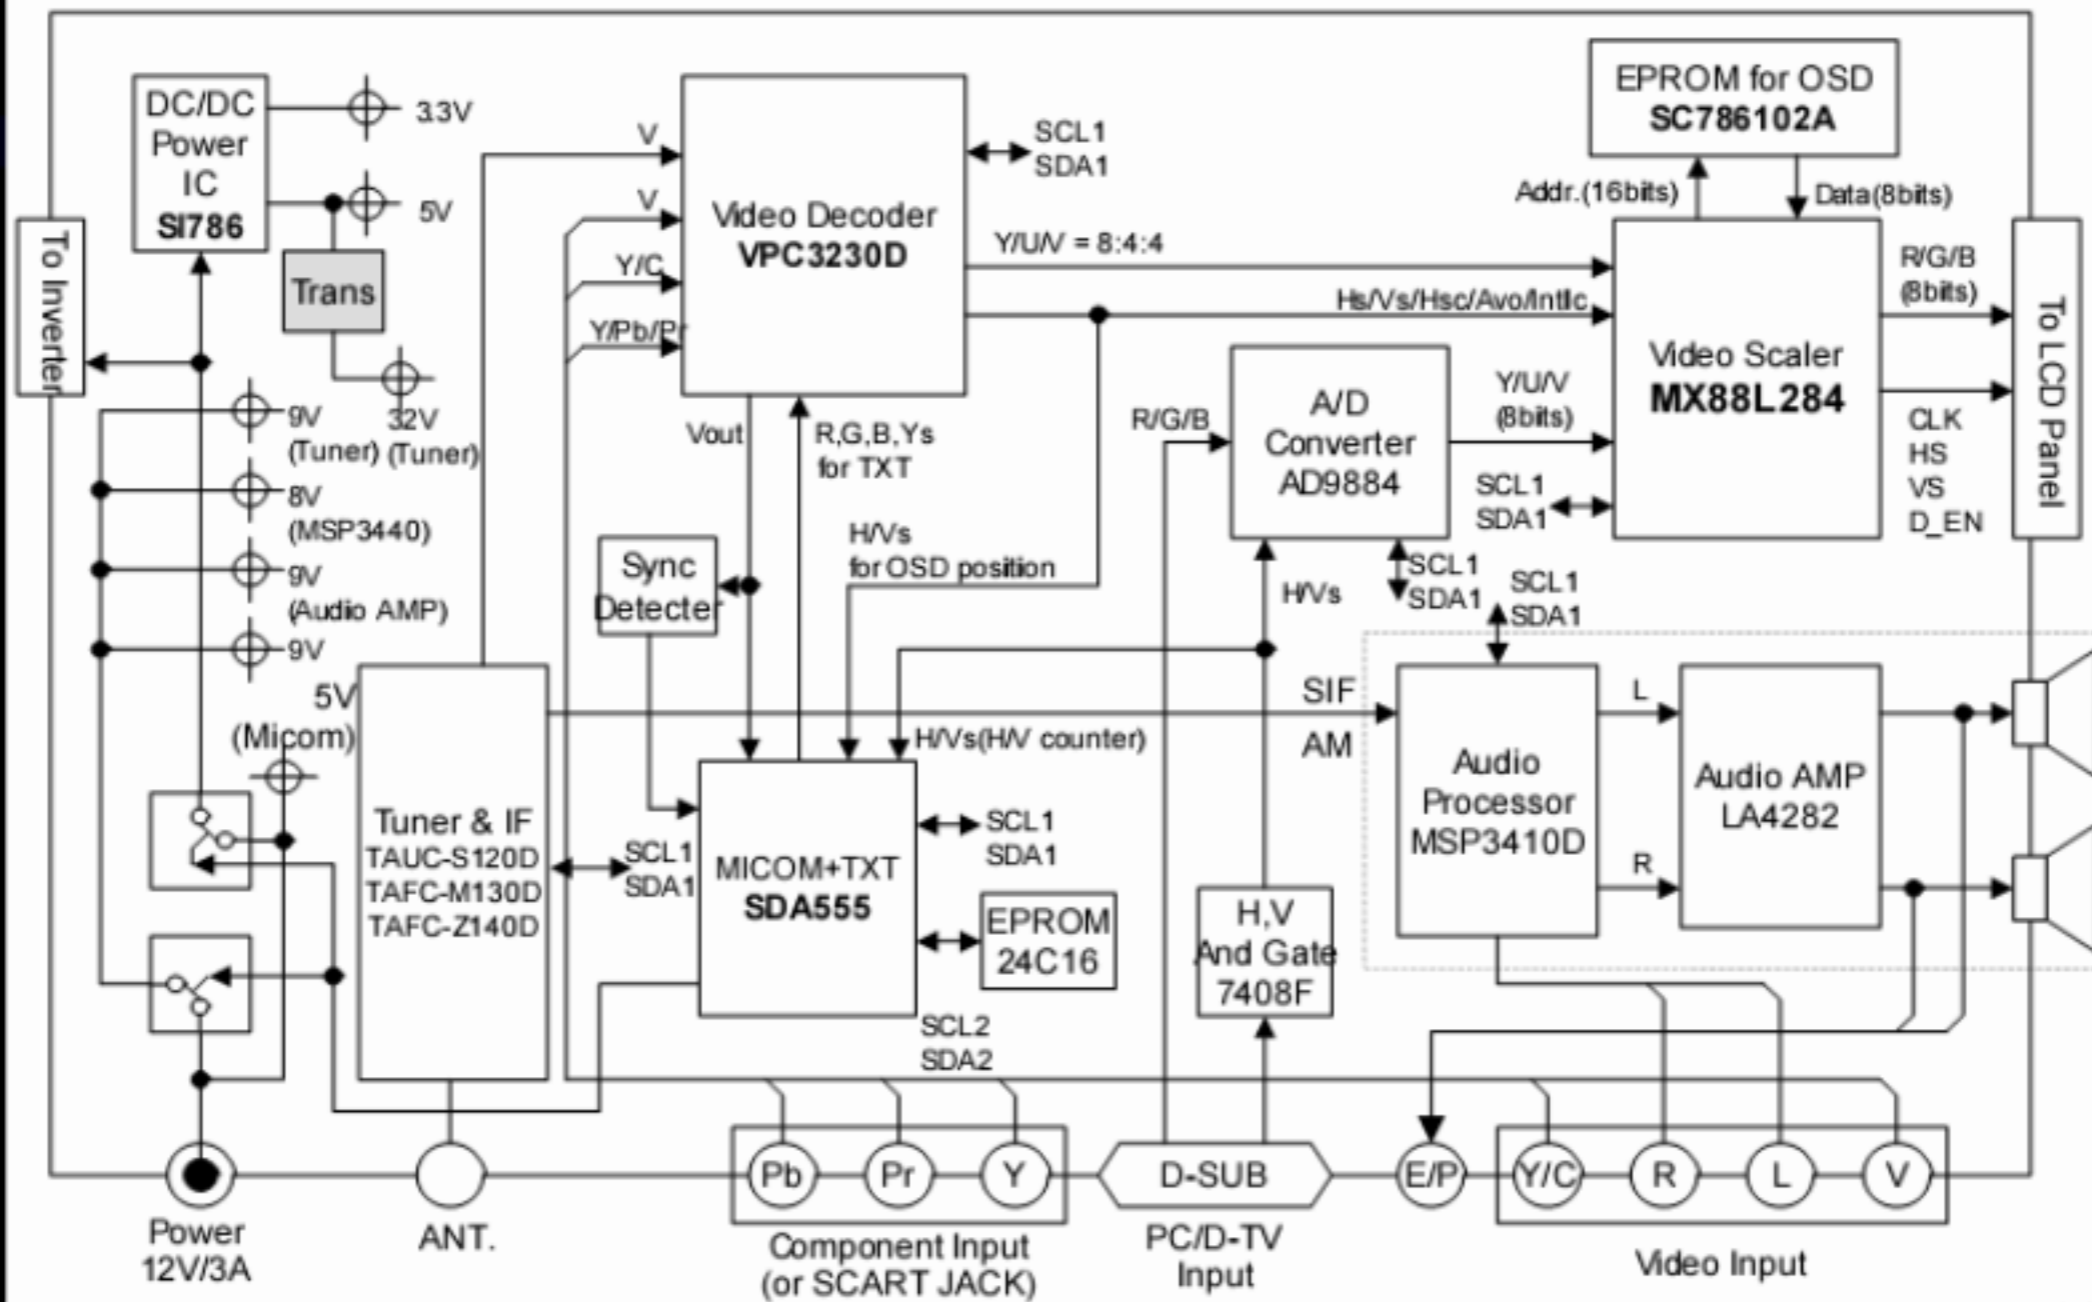 DC/DC
Power
IC
SI786
3.3V
5V
Trans
To Inverter
9V
(Tuner)
32V
(Tuner)
8V
(MSP3440)
9V
(Audio AMP)
9V
5V
(Micom)
V
V
Y/C
Y/Pb/Pr
Video Decoder
VPC3230D
SCL1
SDA1
Y/U/V = 8:4:4
Hs/Vs/Hsc/Avo/Intlc
EPROM for OSD
SC786102A
Addr.(16bits)
Data(8bits)
Video Scaler
MX88L284
R/G/B
(8bits)
CLK
HS
VS
D_EN
To LCD Panel
Vout
R,G,B,Ys
for TXT
R/G/B
A/D
Converter
AD9884
Y/U/V
(8bits)
SCL1
SDA1
Sync
Detecter
H/Vs
for OSD position
H/Vs
SCL1
SDA1
SCL1
SDA1
Tuner & IF
TAUC-S120D
TAFC-M130D
TAFC-Z140D
SCL1
SDA1
H/Vs(H/V counter)
MICOM+TXT
SDA555
SCL1
SDA1
EPROM
24C16
SCL2
SDA2
H,V
And Gate
7408F
SIF
AM
Audio
Processor
MSP3410D
L
R
Audio AMP
LA4282
Pb
Pr
Y
D-SUB
E/P
Y/C
R
L
V
Power
12V/3A
ANT.
Component Input
(or SCART JACK)
PC/D-TV
Input
Video Input